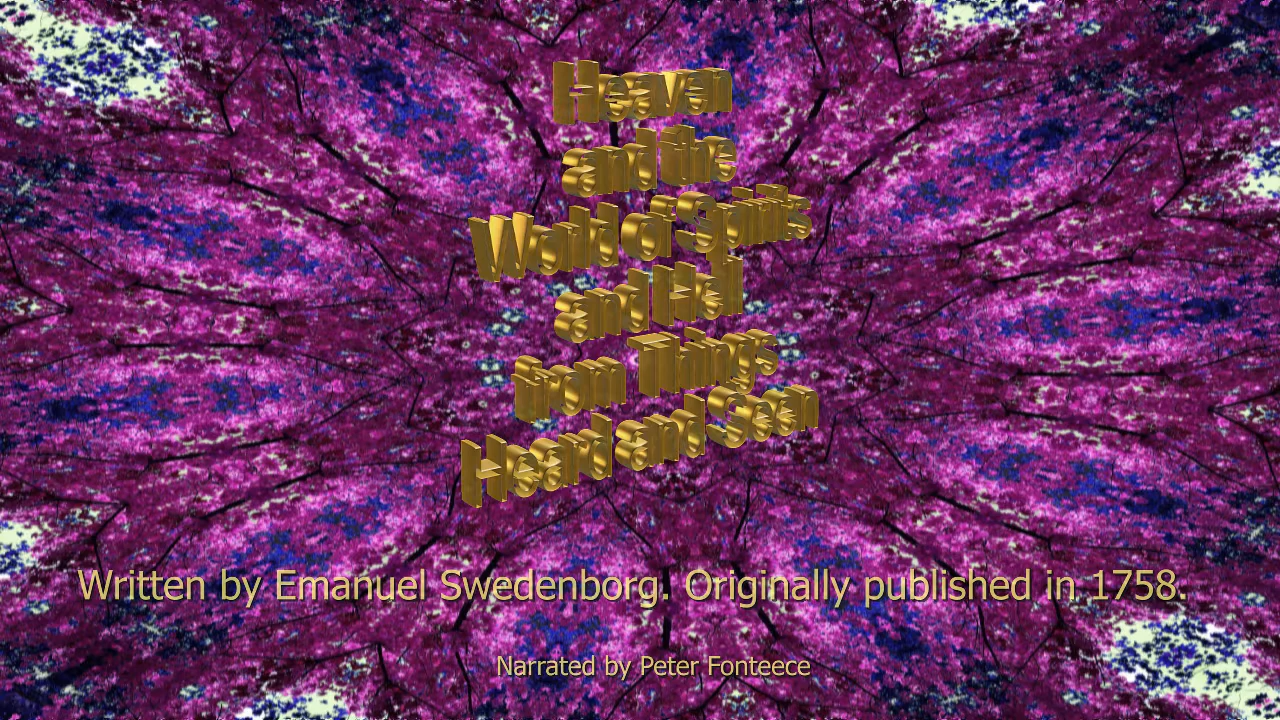 Heaven
and the
World of Spirits
and Hell
from Things
Heard and Seen
Written by Emanuel Swedenborg. Originally published in 1758.
Narrated by Peter Fonteece